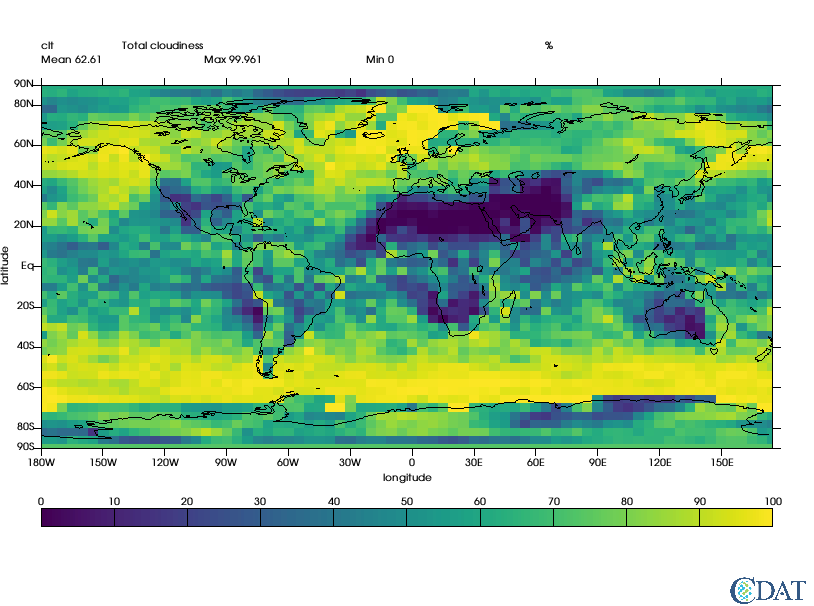 clt Total cloudiness %
Mean 62.61 Max 99.961 Min 0
90N
80N
60N
40N
20N
Eq
20S
40S
60S
80S
90S
latitude
180W 150W 120W 90W 60W 30W 0 30E 60E 90E 120E 150E
longitude
0 10 20 30 40 50 60 70 80 90 100
CDAT